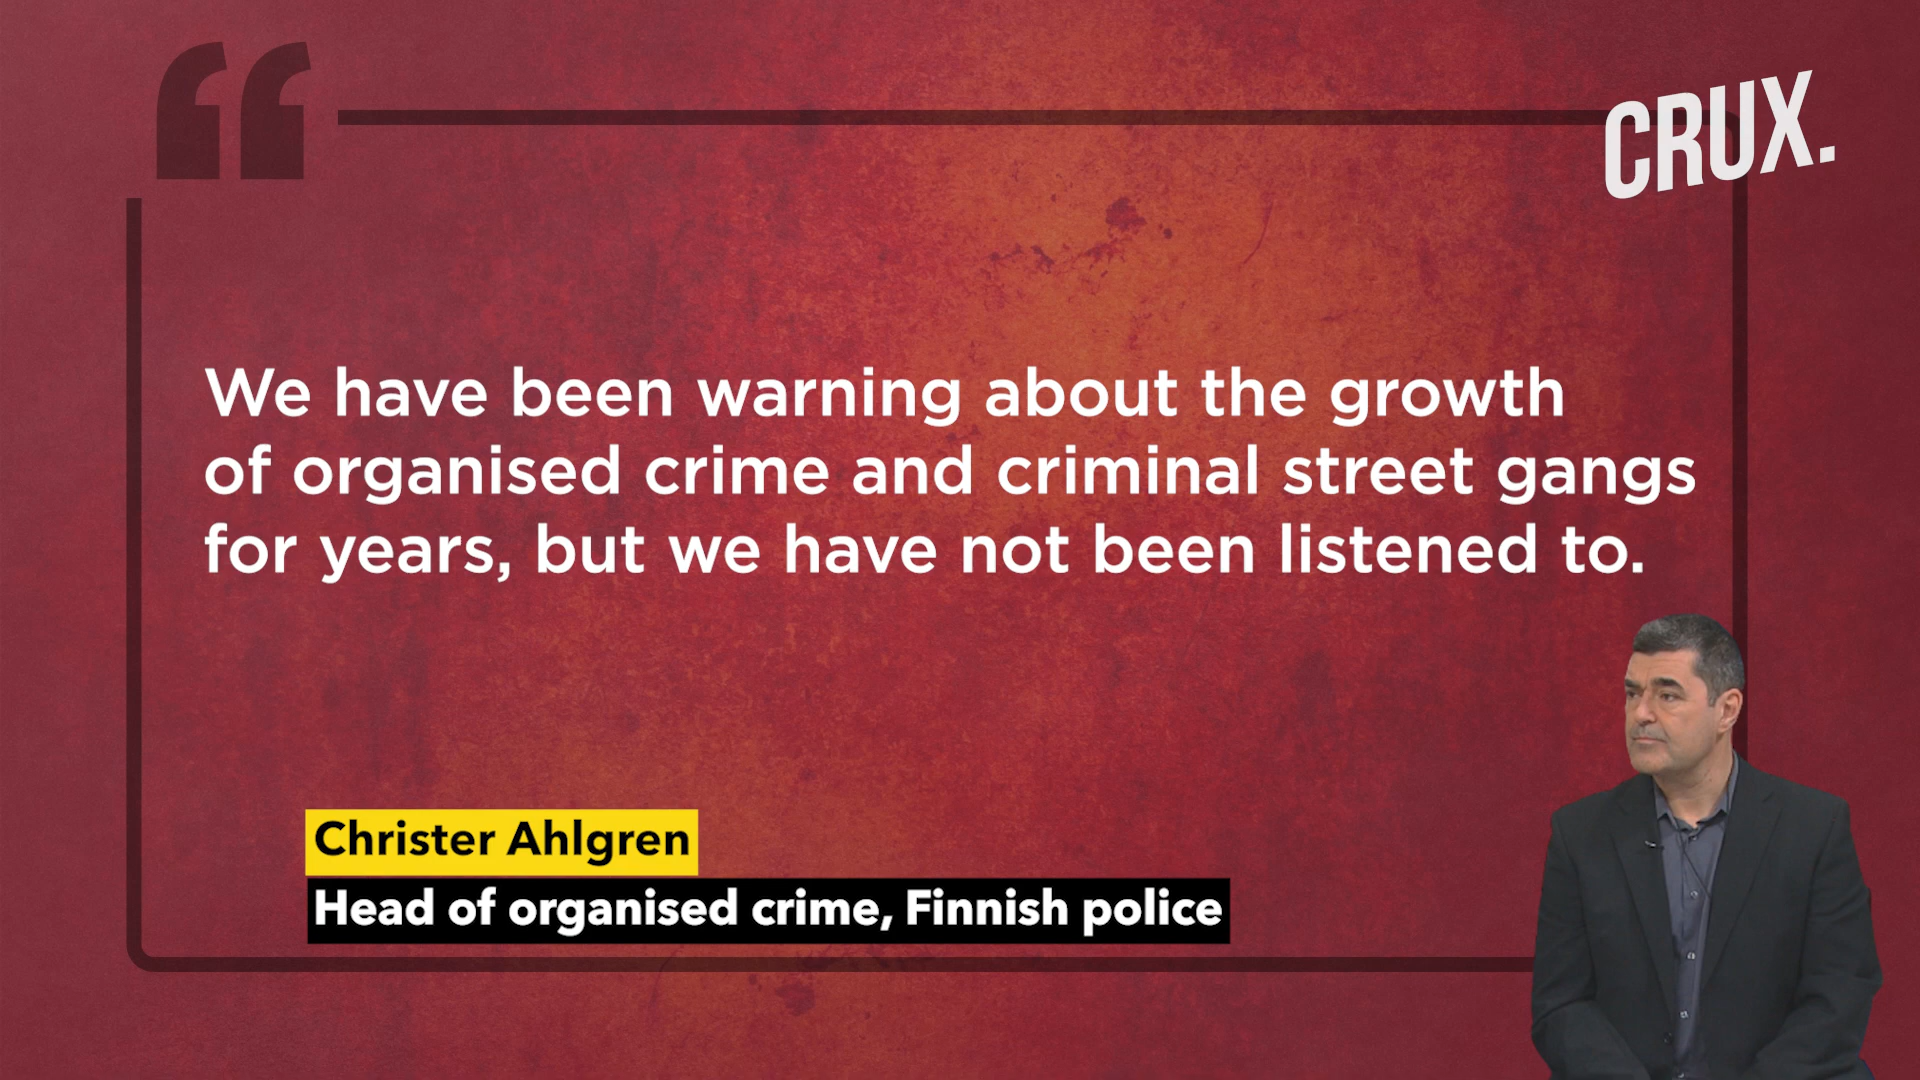 CRUX.
We have been warning about the growth
of organised crime and criminal street gangs
for years, but we have not been listened to.
Christer Ahlgren
Head of organised crime, Finnish police